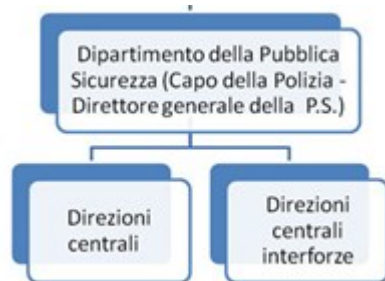 Dipartimento della Pubblica
Sicurezza (Capo della Polizia -
Direttore generale della P.S.)
Direzioni
centrali
Direzioni
centrali
interforze